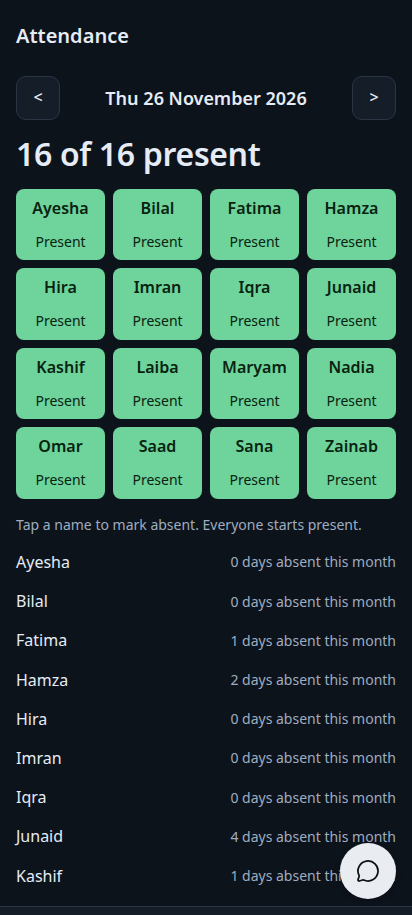 Attendance
< Thu 26 November 2026 >
16 of 16 present
Ayesha Bilal Fatima Hamza
Present Present Present Present
Hira Imran Iqra Junaid
Present Present Present Present
Kashif Laiba Maryam Nadia
Present Present Present Present
Omar Saad Sana Zainab
Present Present Present Present
Tap a name to mark absent. Everyone starts present.
Ayesha 0 days absent this month
Bilal 0 days absent this month
Fatima 1 days absent this month
Hamza 2 days absent this month
Hira 0 days absent this month
Imran 0 days absent this month
Iqra 0 days absent this month
Junaid 4 days absent this month
Kashif 1 days absent